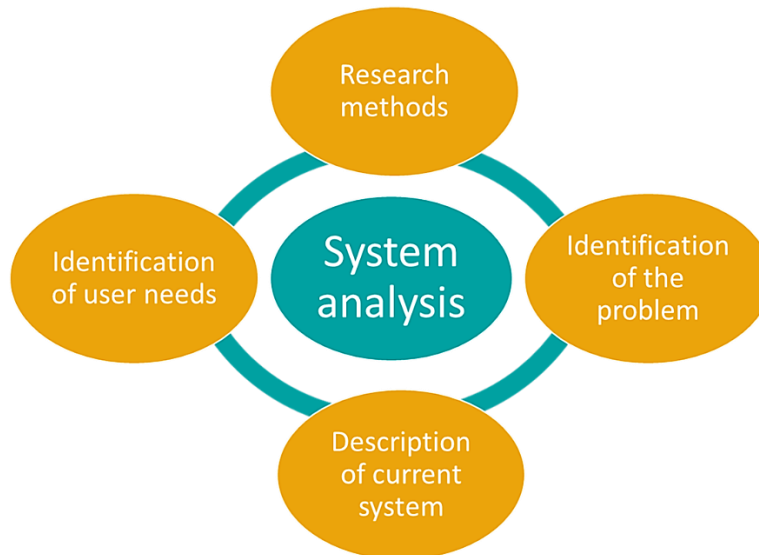 Research
methods
Identification
of user needs
System
analysis
Identification
of the
problem
Description
of current
system